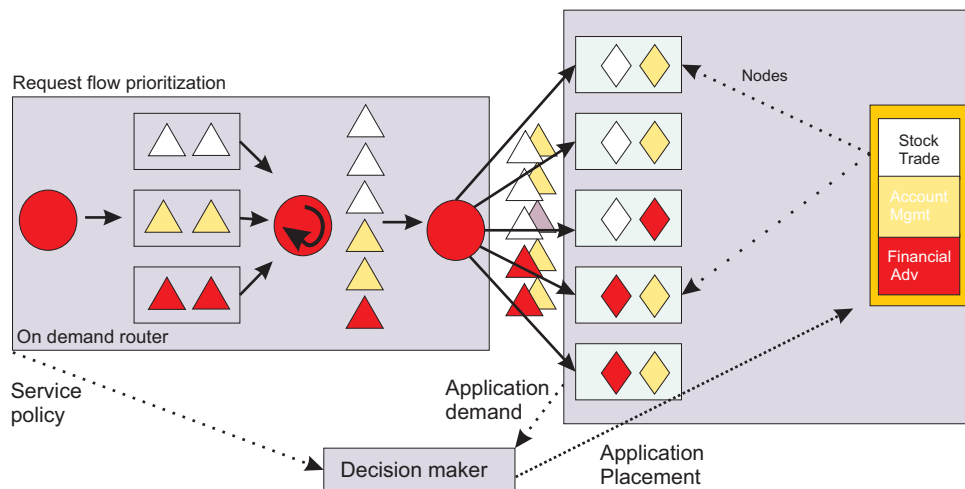 Request flow prioritization
Nodes
Stock
Trade
Account
Mgmt
Financial
Adv
On demand router
Service
policy
Application
demand
Decision maker
Application
Placement